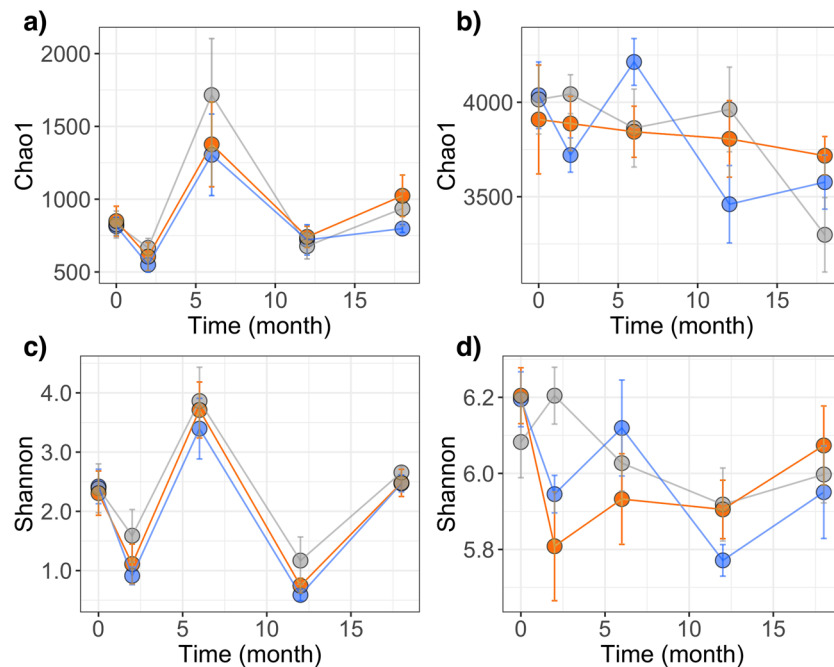 a)
Chao1
2000
1500
1000
500
0 5 10 15
Time (month)
b)
Chao1
4000
3500
0 5 10 15
Time (month)
c)
Shannon
4.0
3.0
2.0
1.0
0 5 10 15
Time (month)
d)
Shannon
6.2
6.0
5.8
0 5 10 15
Time (month)